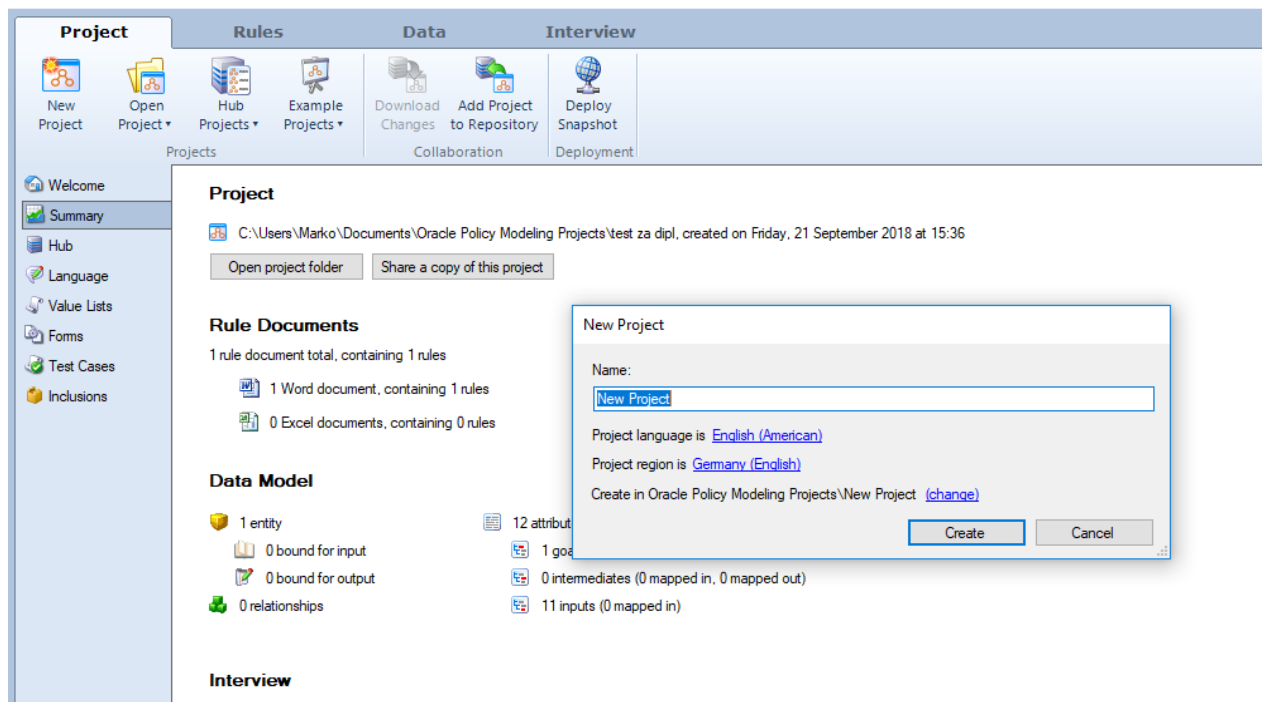 Project Rules Data Interview
New Project
Open Project
Hub Projects
Example Projects
Download Changes
Add Project to Repository
Deploy Snapshot
Projects Collaboration Deployment
Welcome
Summary
Hub
Language
Value Lists
Forms
Test Cases
Inclusions
Project
C:\Users\Marko\Documents\Oracle Policy Modeling Projects\test za dipl, created on Friday, 21 September 2018 at 15:36
Open project folder Share a copy of this project
Rule Documents
1 rule document total, containing 1 rules
1 Word document, containing 1 rules
0 Excel documents, containing 0 rules
Data Model
1 entity
0 bound for input
0 bound for output
0 relationships
12 attribut
1 goa
0 intermediates (0 mapped in, 0 mapped out)
11 inputs (0 mapped in)
Interview
New Project
Name:
New Project
Project language is English (American)
Project region is Germany (English)
Create in Oracle Policy Modeling Projects\New Project (change)
Create Cancel